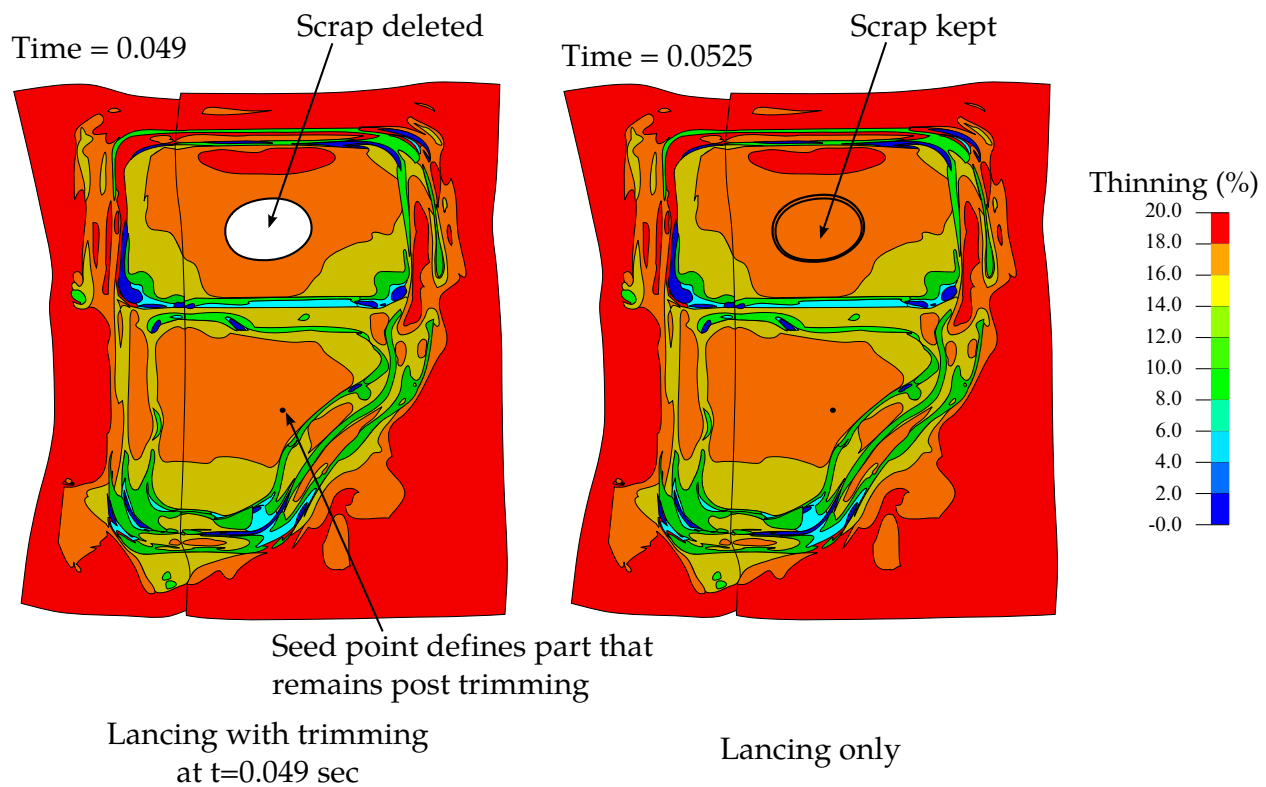 Scrap deleted
Time = 0.049
Scrap kept
Time = 0.0525
Thinning (%)
20.0
18.0
16.0
14.0
12.0
10.0
8.0
6.0
4.0
2.0
-0.0
Seed point defines part that
remains post trimming
Lancing with trimming
at t=0.049 sec
Lancing only